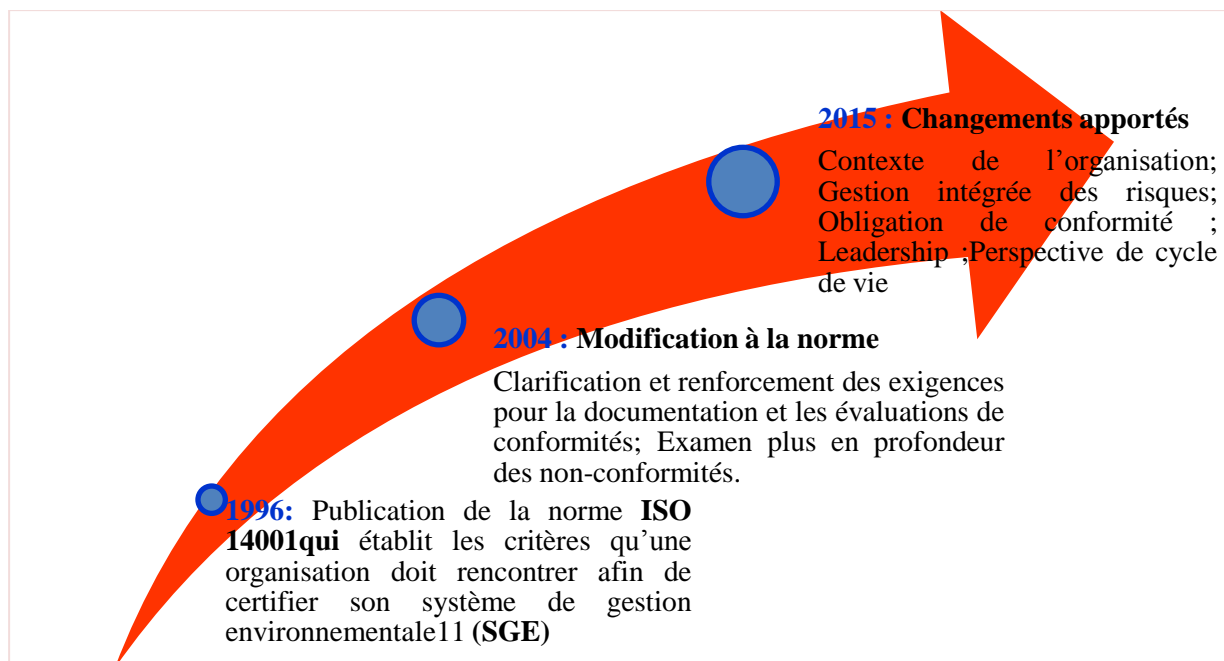 2015 : Changements apportés
Contexte de l’organisation;
Gestion intégrée des risques;
Obligation de conformité ;
Leadership ;Perspective de cycle
de vie
2004 : Modification à la norme
Clarification et renforcement des exigences
pour la documentation et les évaluations de
conformités; Examen plus en profondeur
des non-conformités.
1996: Publication de la norme ISO
14001qui établit les critères qu’une
organisation doit rencontrer afin de
certifier son système de gestion
environnementale11 (SGE)